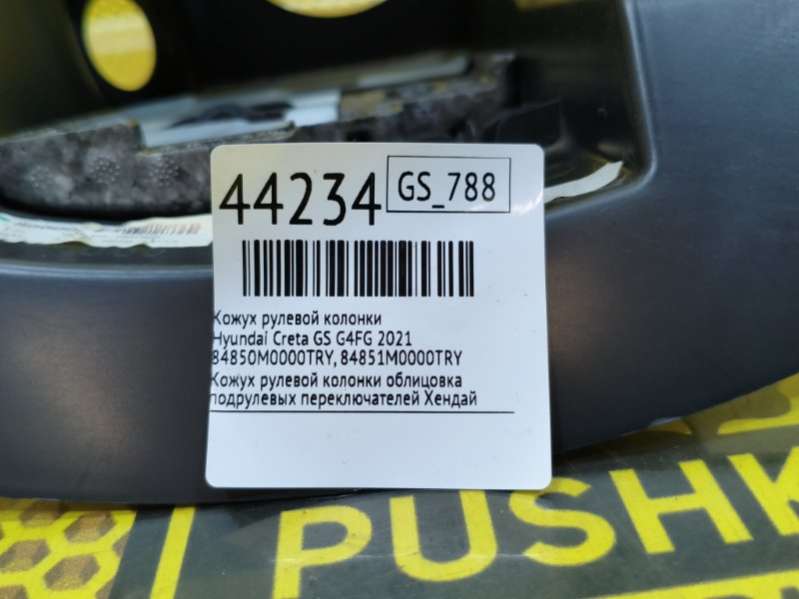 44234 GS_788
Кожух рулевой колонки
Hyundai Creta GS G4FG 2021
84850M0000TRY, 84851M0000TRY
Кожух рулевой колонки облицовка
подрулевых переключателей Хендай
PUSHK